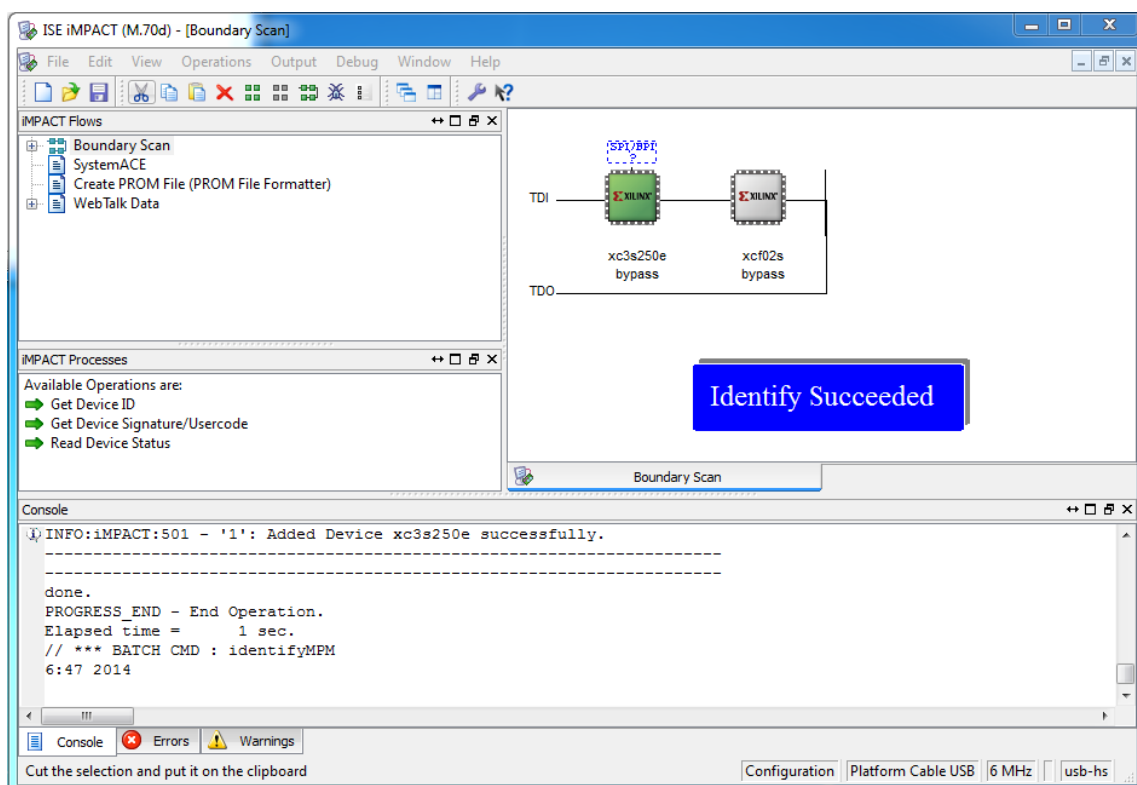 ISE iMPACT (M.70d) - [Boundary Scan]
File Edit View Operations Output Debug Window Help
iMPACT Flows
Boundary Scan
SystemACE
Create PROM File (PROM File Formatter)
WebTalk Data
SPI/BPI
?
TDI
XILINX
XILINX
xc3s250e
bypass
xcf02s
bypass
TDO
Identify Succeeded
Boundary Scan
iMPACT Processes
Available Operations are:
Get Device ID
Get Device Signature/Usercode
Read Device Status
Console
INFO:iMPACT:501 - '1': Added Device xc3s250e successfully.
----------------------------------------------------------------------
----------------------------------------------------------------------
done.
PROGRESS_END - End Operation.
Elapsed time =      1 sec.
// *** BATCH CMD : identifyMPM
6:47 2014
Console Errors Warnings
Cut the selection and put it on the clipboard
Configuration Platform Cable USB 6 MHz usb-hs